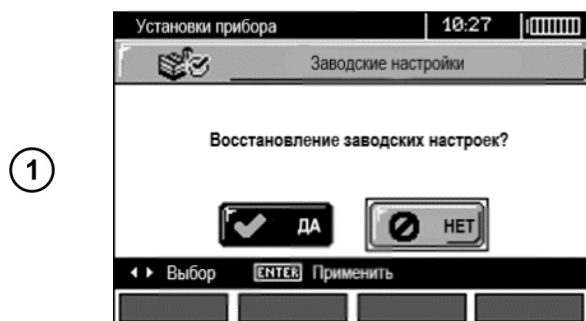 Установки прибора 10:27
Заводские настройки
Восстановление заводских настроек?
1
ДА НЕТ
Выбор ENTER Применить